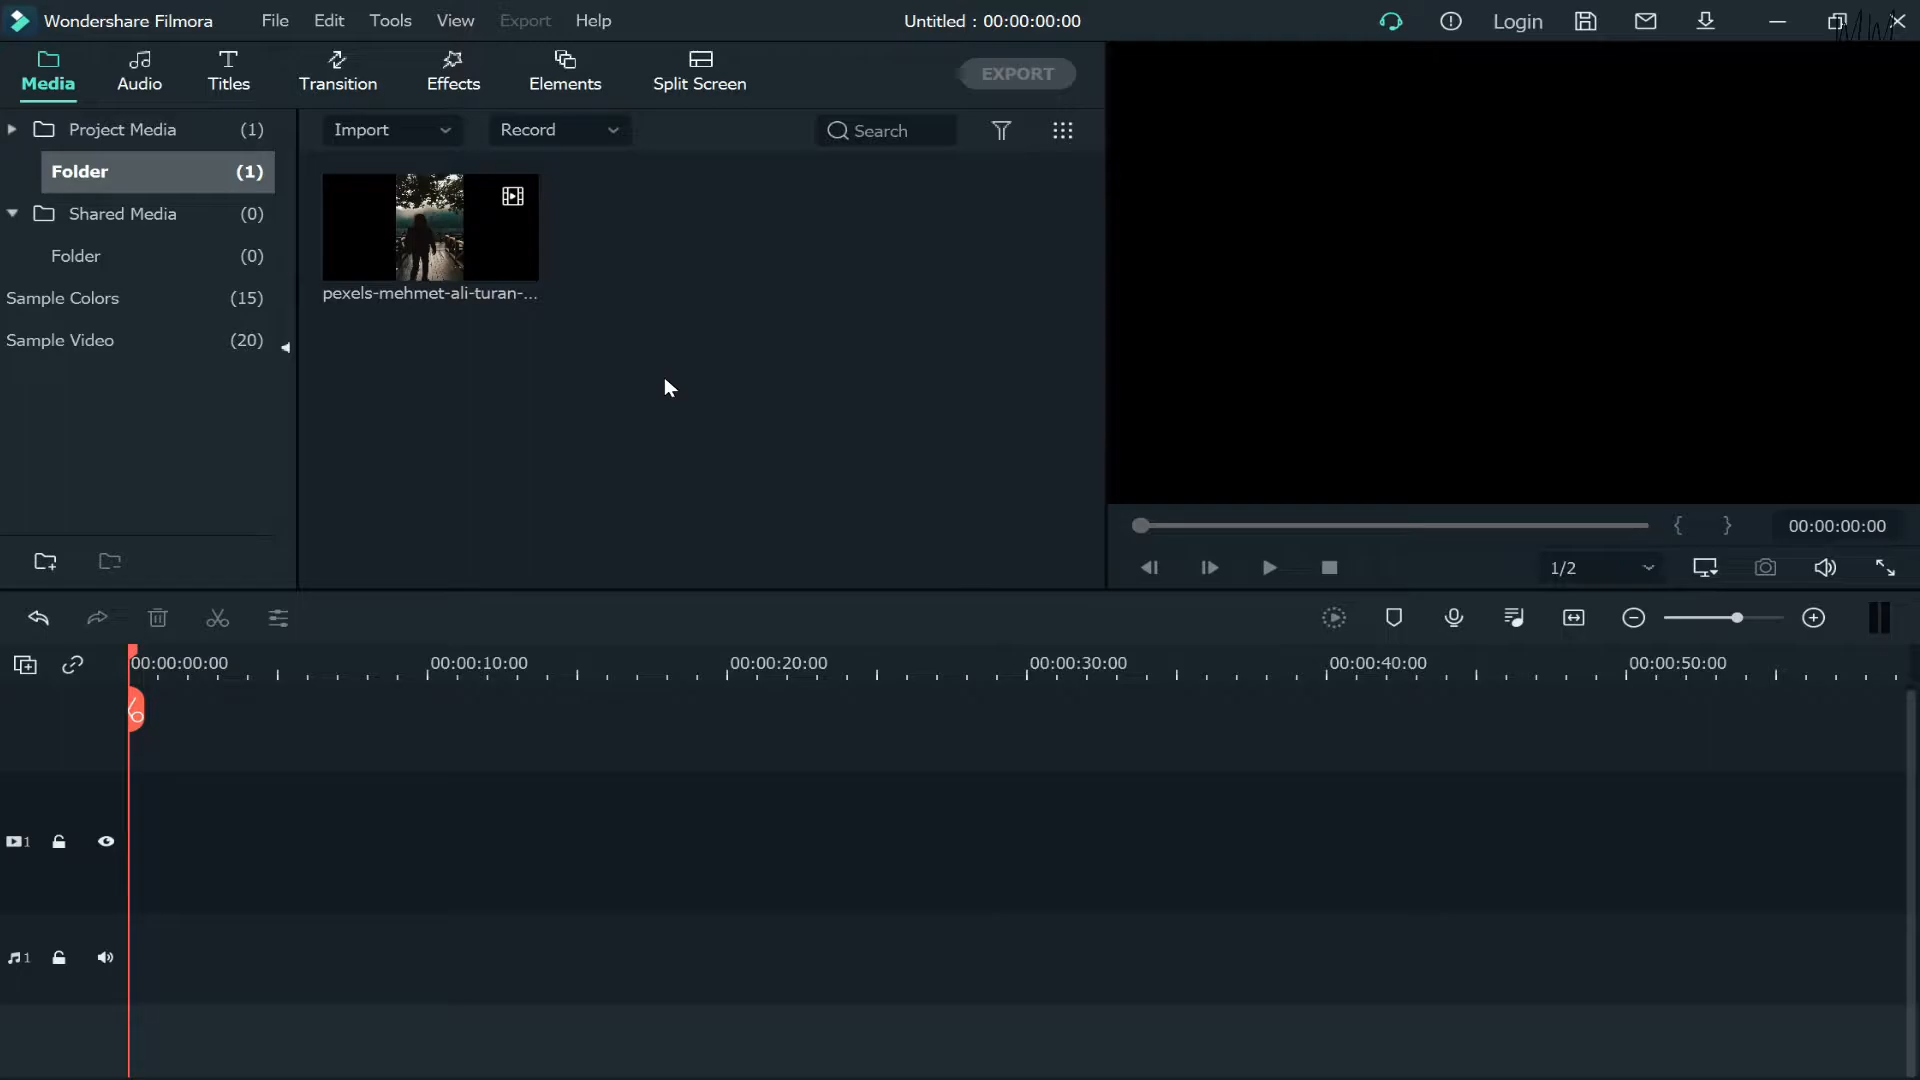 Wondershare Filmora File Edit Tools View Export Help Untitled : 00:00:00:00 Login
Media Audio Titles Transition Effects Elements Split Screen EXPORT
Project Media (1) Import Record Search
Folder (1)
Shared Media (0)
Folder (0)
Sample Colors (15)
Sample Video (20)
pexels-mehmet-ali-turan-...
00:00:00:00
1/2
00:00:00:00 00:00:10:00 00:00:20:00 00:00:30:00 00:00:40:00 00:00:50:00
1
1